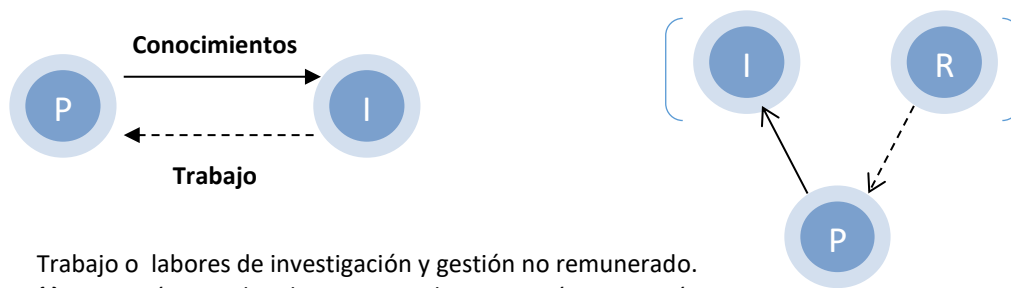 Conocimientos
P
I
Trabajo
I
R
P
Trabajo o labores de investigación y gestión no remunerado.